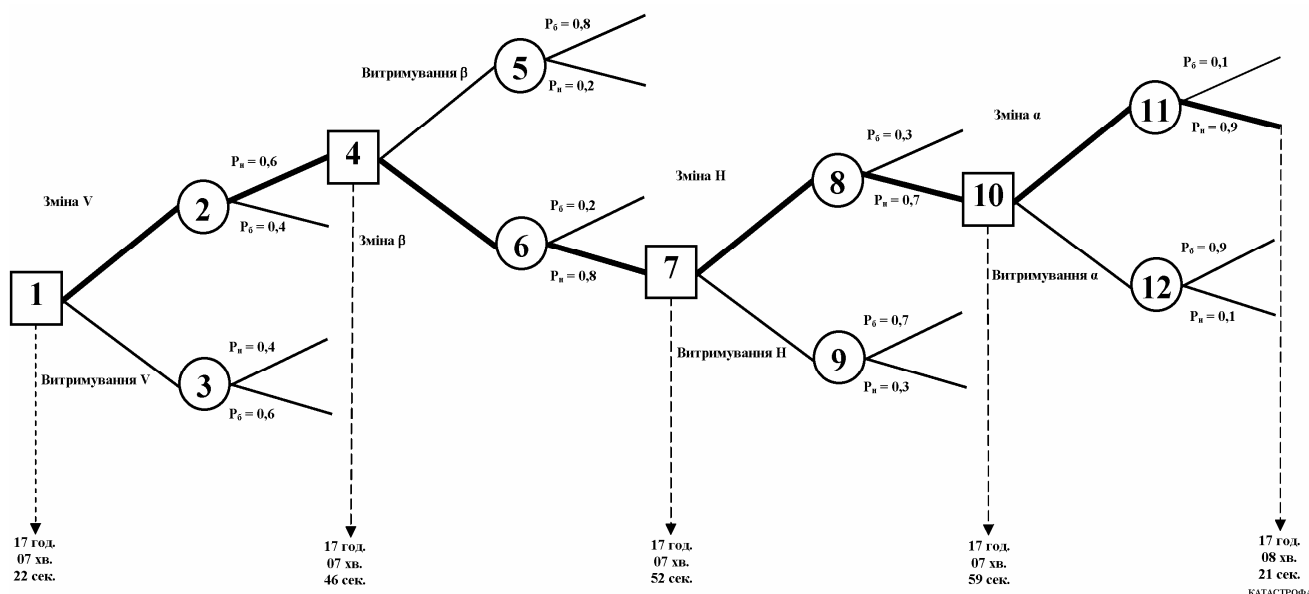 Pб = 0,8
Витримування β
5
Pн = 0,2
Pб = 0,1
11
Зміна α
Pн = 0,9
4
Pб = 0,3
Pн = 0,6
Зміна H
8
2
Зміна V
Pб = 0,2
Pн = 0,7
10
Pб = 0,4
Зміна β
6
Pб = 0,9
7
Pн = 0,8
Витримування α
12
1
Pн = 0,1
Pб = 0,7
Pн = 0,4
Витримування H
9
Витримування V
3
Pн = 0,3
Pб = 0,6
17 год.
07 хв.
22 сек.
17 год.
07 хв.
46 сек.
17 год.
07 хв.
52 сек.
17 год.
07 хв.
59 сек.
17 год.
08 хв.
21 сек.
КАТАСТРОФА